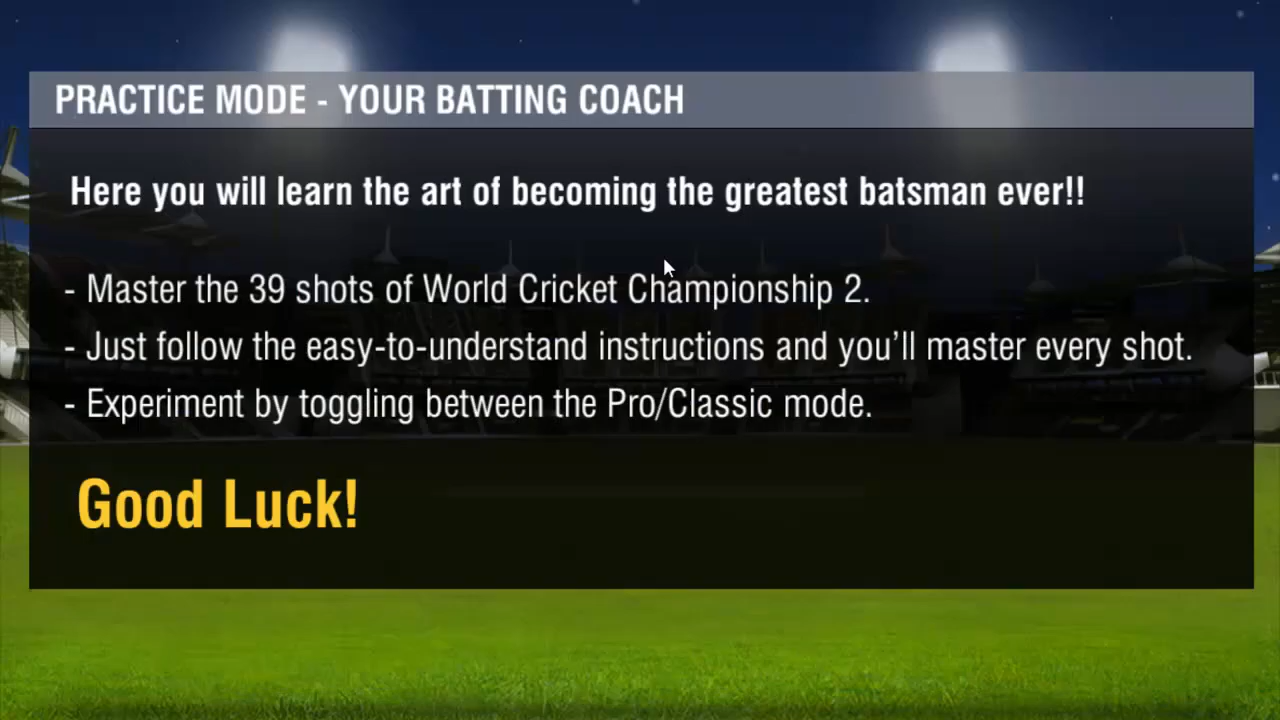 PRACTICE MODE - YOUR BATTING COACH
Here you will learn the art of becoming the greatest batsman ever!!
- Master the 39 shots of World Cricket Championship 2.
- Just follow the easy-to-understand instructions and you’ll master every shot.
- Experiment by toggling between the Pro/Classic mode.
Good Luck!